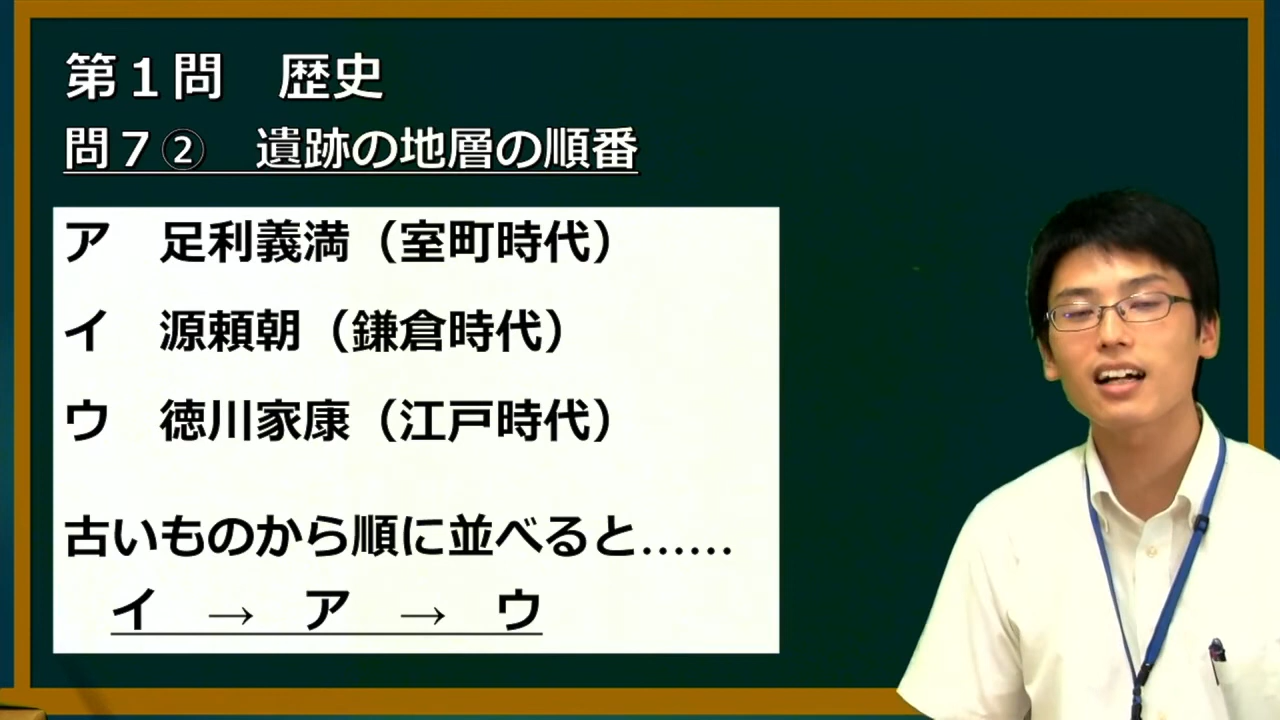 第１問　歴史
問７②　遺跡の地層の順番
ア　足利義満（室町時代）
イ　源頼朝（鎌倉時代）
ウ　徳川家康（江戸時代）
古いものから順に並べると……
イ　→　ア　→　ウ